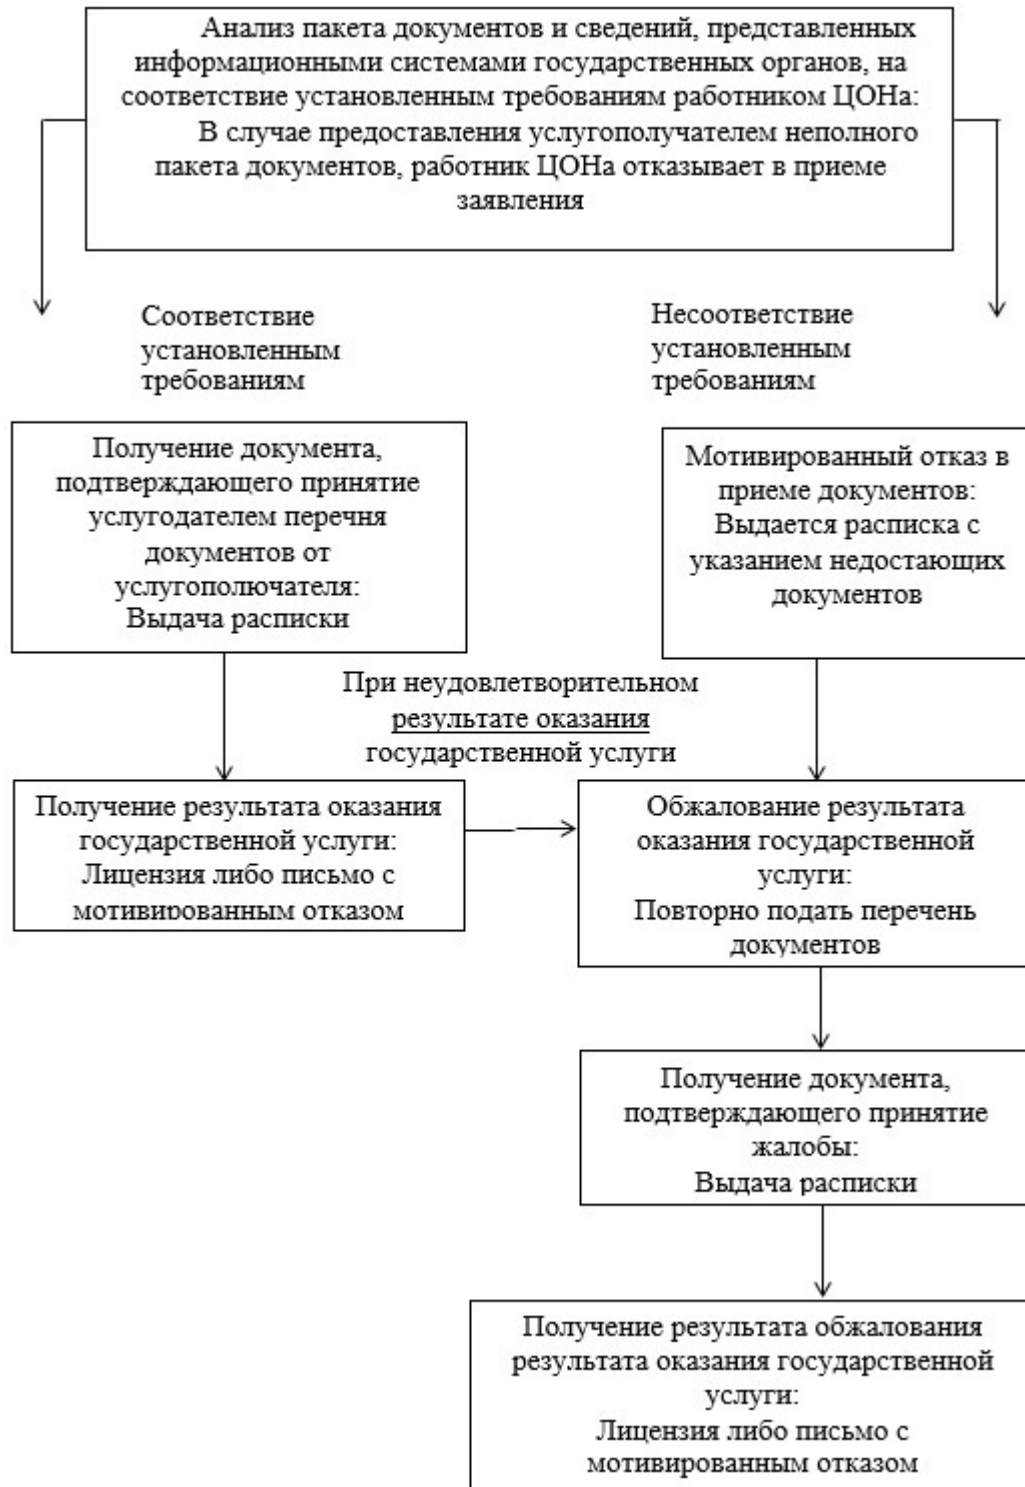 Анализ пакета документов и сведений, представленных
информационными системами государственных органов, на
соответствие установленным требованиям работником ЦОНа:
В случае предоставления услугополучателем неполного
пакета документов, работник ЦОНа отказывает в приеме
заявления
Соответствие
установленным
требованиям
Несоответствие
установленным
требованиям
Получение документа,
подтверждающего принятие
услугодателем перечня
документов от
услугополючателя:
Выдача расписки
Мотивированный отказ в
приеме документов:
Выдается расписка с
указанием недостающих
документов
При неудовлетворительном
результате оказания
государственной услуги
Получение результата оказания
государственной услуги:
Лицензия либо письмо с
мотивированным отказом
Обжалование результата
оказания государственной
услуги:
Повторно подать перечень
документов
Получение документа,
подтверждающего принятие
жалобы:
Выдача расписки
Получение результата обжалования
результата оказания государственной
услуги:
Лицензия либо письмо с
мотивированным отказом